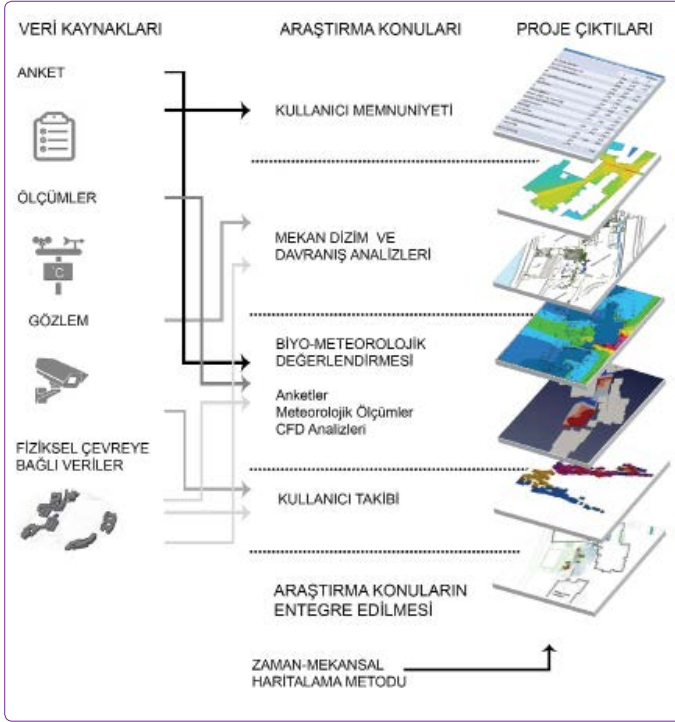 VERİ KAYNAKLARI
ARAŞTIRMA KONULARI
PROJE ÇIKTILARI
ANKET
KULLANICI MEMNUNİYETİ
ÖLÇÜMLER
MEKAN DİZİM VE
DAVRANIŞ ANALİZLERİ
°C
GÖZLEM
BİYO-METEOROLOJİK
DEĞERLENDİRMESİ
Anketler
Meteorolojik Ölçümler
CFD Analizleri
FİZİKSEL ÇEVREYE
BAĞLI VERİLER
KULLANICI TAKİBİ
ARAŞTIRMA KONULARIN
ENTEGRE EDİLMESİ
ZAMAN-MEKANSAL
HARİTALAMA METODU